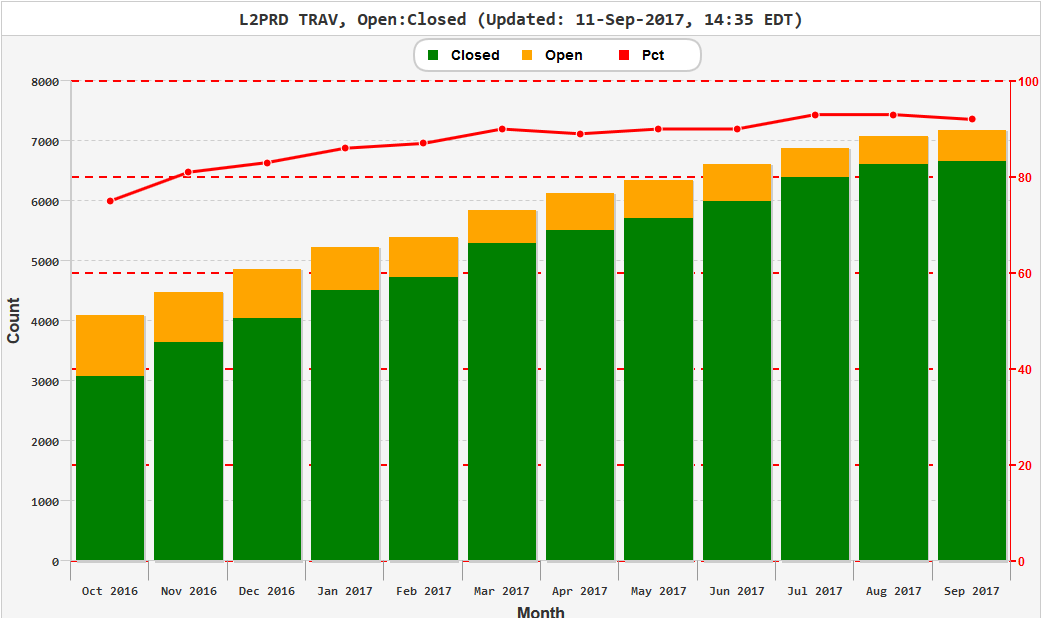 L2PRD TRAV, Open:Closed (Updated: 11-Sep-2017, 14:35 EDT)
Closed Open Pct
8000 100
7000
6000 80
5000
4000 60
3000 40
2000
1000 20
0 0
Count
Oct 2016 Nov 2016 Dec 2016 Jan 2017 Feb 2017 Mar 2017 Apr 2017 May 2017 Jun 2017 Jul 2017 Aug 2017 Sep 2017
Month